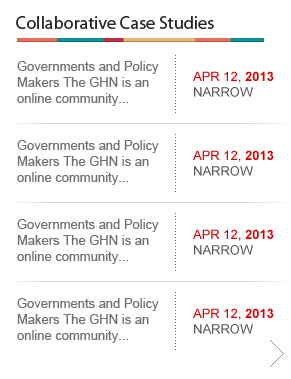 Collaborative Case Studies
Governments and Policy
Makers The GHN is an
online community...
APR 12, 2013
NARROW
Governments and Policy
Makers The GHN is an
online community...
APR 12, 2013
NARROW
Governments and Policy
Makers The GHN is an
online community...
APR 12, 2013
NARROW
Governments and Policy
Makers The GHN is an
online community...
APR 12, 2013
NARROW